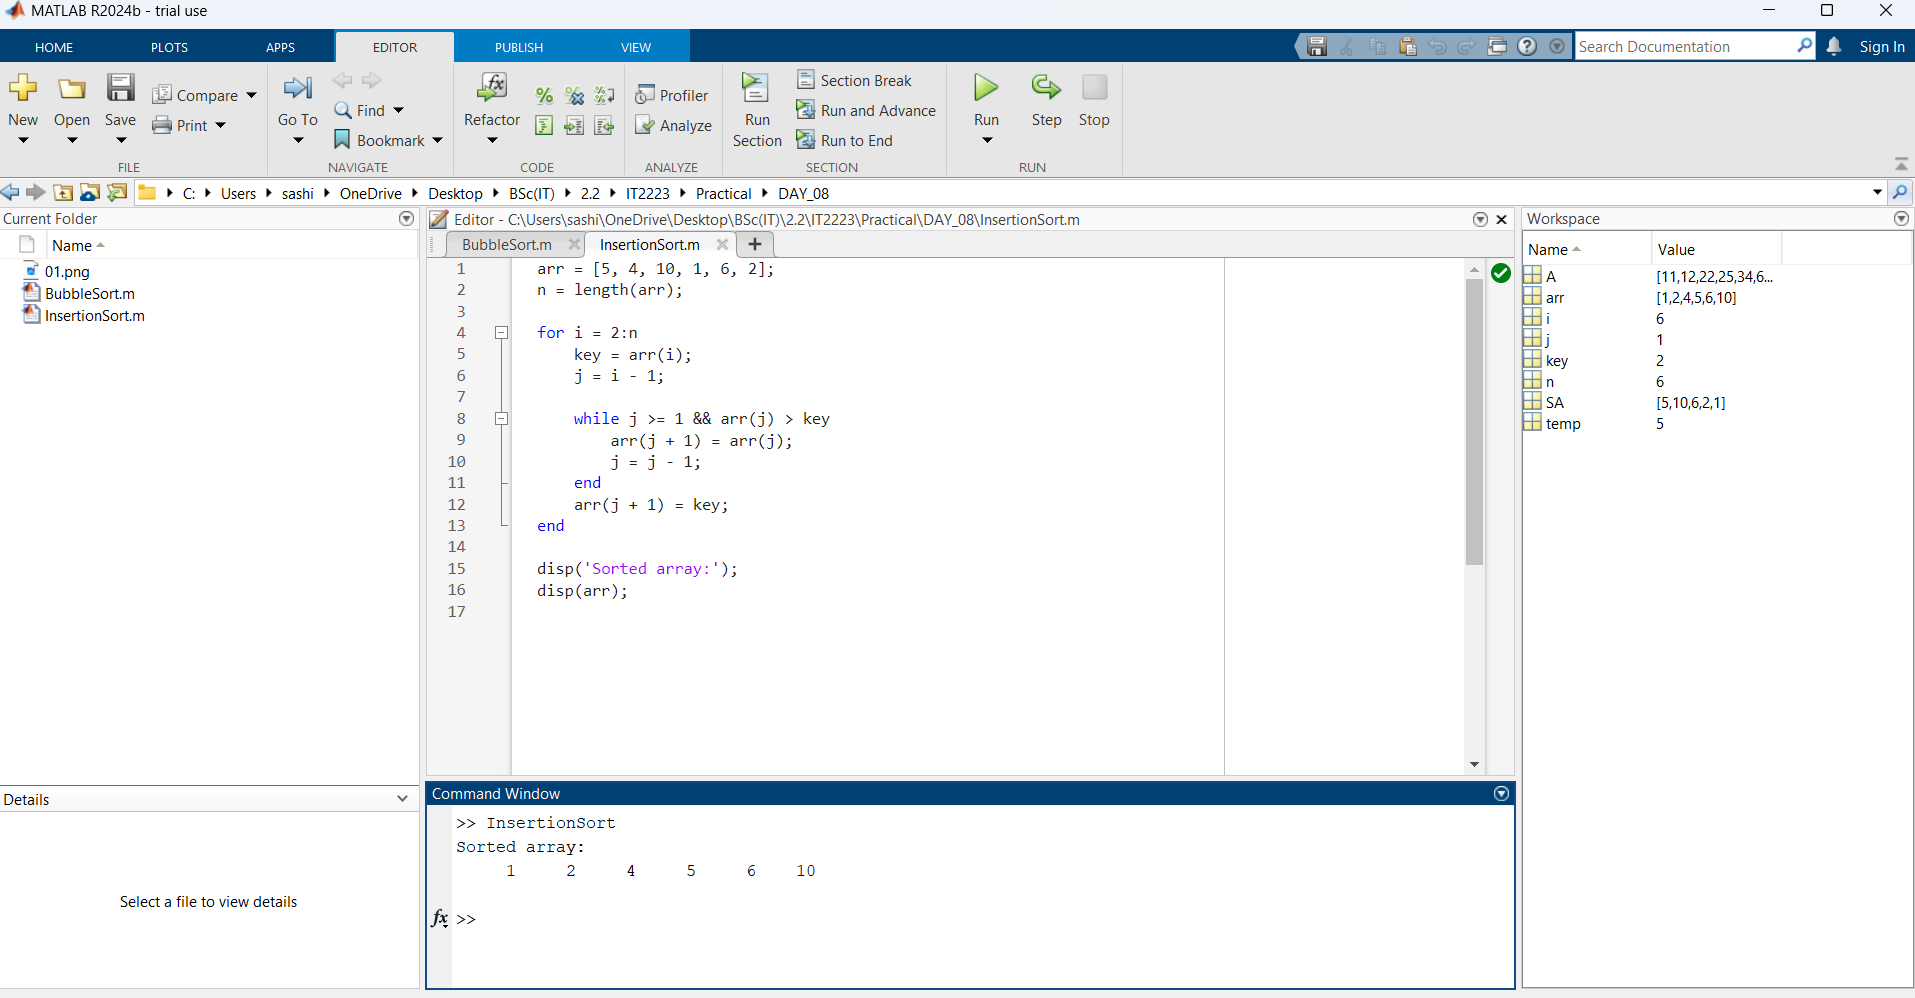 MATLAB R2024b - trial use
HOME PLOTS APPS EDITOR PUBLISH VIEW Search Documentation Sign In
New Open Save Compare Print
FILE
Go To Find Bookmark
NAVIGATE
Refactor
CODE
Profiler
Analyze
ANALYZE
Run Section
Section Break
Run and Advance
Run to End
SECTION
Run Step Stop
RUN
C: Users sashi OneDrive Desktop BSc(IT) 2.2 IT2223 Practical DAY_08
Current Folder
Name
01.png
BubbleSort.m
InsertionSort.m
Details
Select a file to view details
Editor - C:\Users\sashi\OneDrive\Desktop\BSc(IT)\2.2\IT2223\Practical\DAY_08\InsertionSort.m
BubbleSort.m InsertionSort.m +
1 arr = [5, 4, 10, 1, 6, 2];
2 n = length(arr);
3
4 for i = 2:n
5 key = arr(i);
6 j = i - 1;
7
8 while j >= 1 && arr(j) > key
9 arr(j + 1) = arr(j);
10 j = j - 1;
11 end
12 arr(j + 1) = key;
13 end
14
15 disp('Sorted array:');
16 disp(arr);
17
Command Window
>> InsertionSort
Sorted array:
1 2 4 5 6 10
fx >>
Workspace
Name Value
A [11,12,22,25,34,6...
arr [1,2,4,5,6,10]
i 6
j 1
key 2
n 6
SA [5,10,6,2,1]
temp 5